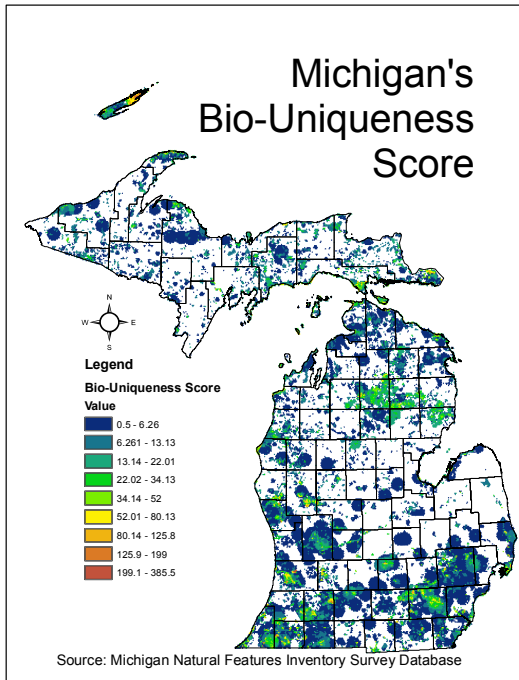 Michigan's
Bio-Uniqueness
Score
N
W E
S
Legend
Bio-Uniqueness Score
Value
0.5 - 6.26
6.261 - 13.13
13.14 - 22.01
22.02 - 34.13
34.14 - 52
52.01 - 80.13
80.14 - 125.8
125.9 - 199
199.1 - 385.5
Source: Michigan Natural Features Inventory Survey Database